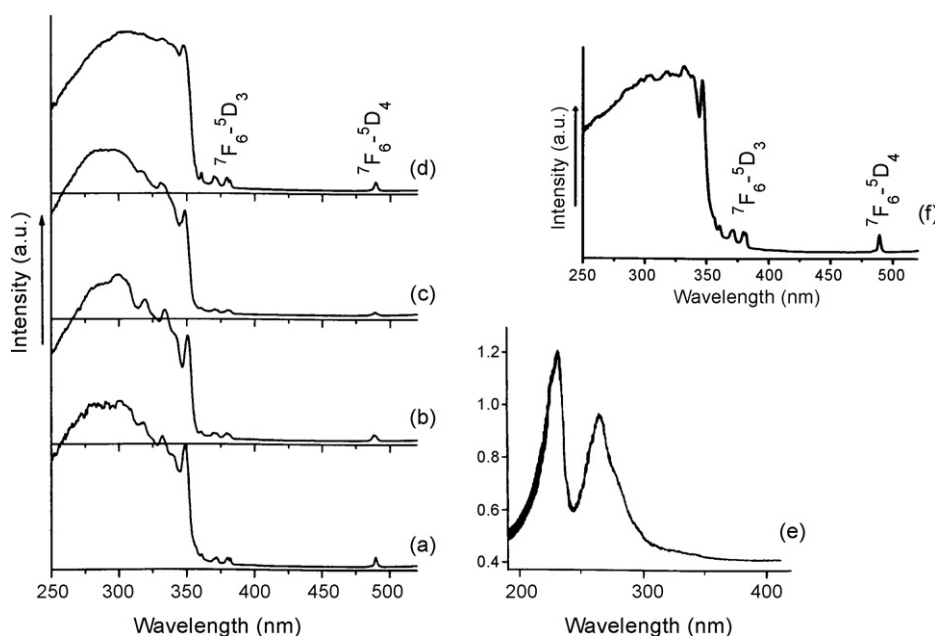 ⁷F₆-⁵D₃
⁷F₆-⁵D₄
(d)
(c)
(b)
(a)
Intensity (a.u.)
250 300 350 400 450 500
Wavelength (nm)
⁷F₆-⁵D₃
⁷F₆-⁵D₄
(f)
Intensity (a.u.)
250 300 350 400 450 500
Wavelength (nm)
1.2
1.0
0.8
0.6
0.4
(e)
200 300 400
Wavelength (nm)